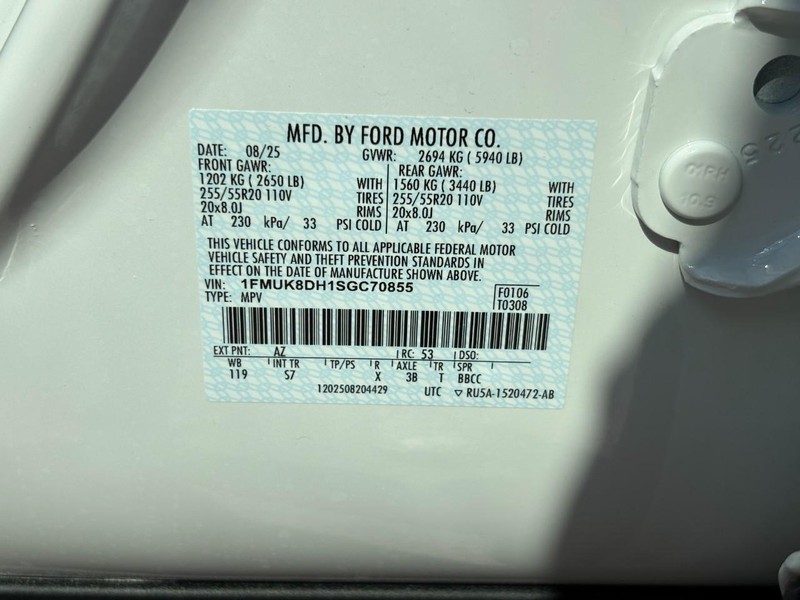 MFD. BY FORD MOTOR CO.
DATE: 08/25 GVWR: 2694 KG ( 5940 LB)
FRONT GAWR: REAR GAWR:
1202 KG ( 2650 LB) WITH 1560 KG ( 3440 LB) WITH
255/55R20 110V TIRES 255/55R20 110V TIRES
20x8.0J RIMS 20x8.0J RIMS
AT 230 kPa/ 33 PSI COLD AT 230 kPa/ 33 PSI COLD
THIS VEHICLE CONFORMS TO ALL APPLICABLE FEDERAL MOTOR
VEHICLE SAFETY AND THEFT PREVENTION STANDARDS IN
EFFECT ON THE DATE OF MANUFACTURE SHOWN ABOVE.
VIN: 1FMUK8DH1SGC70855 F0106
TYPE: MPV T0308
EXT PNT: AZ RC: 53 DSO:
WB INT TR TP/PS R AXLE TR SPR
119 S7 X 3B T BBCC
1202508204429 UTC ▽ RU5A-1520472-AB
225
10.9